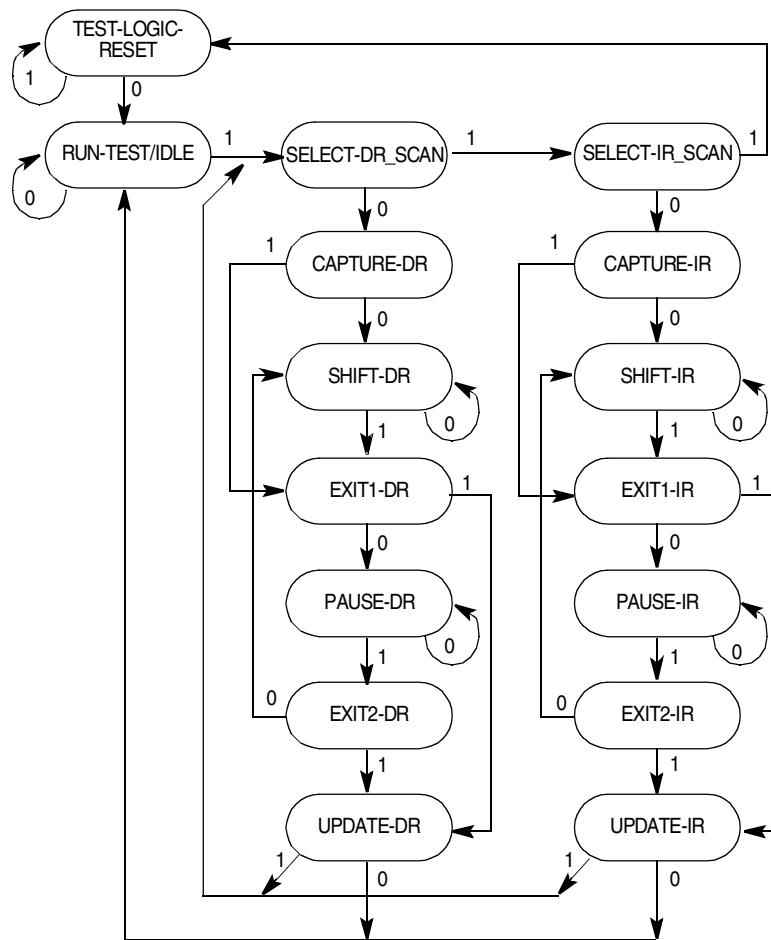 TEST-LOGIC-
RESET
1
0
RUN-TEST/IDLE
0
1
SELECT-DR_SCAN
1
SELECT-IR_SCAN
1
0
0
1
CAPTURE-DR
1
CAPTURE-IR
0
0
SHIFT-DR
0
SHIFT-IR
0
1
1
EXIT1-DR
1
EXIT1-IR
1
0
0
PAUSE-DR
0
PAUSE-IR
0
1
1
0
EXIT2-DR
0
EXIT2-IR
1
1
UPDATE-DR
UPDATE-IR
1
0
1
0